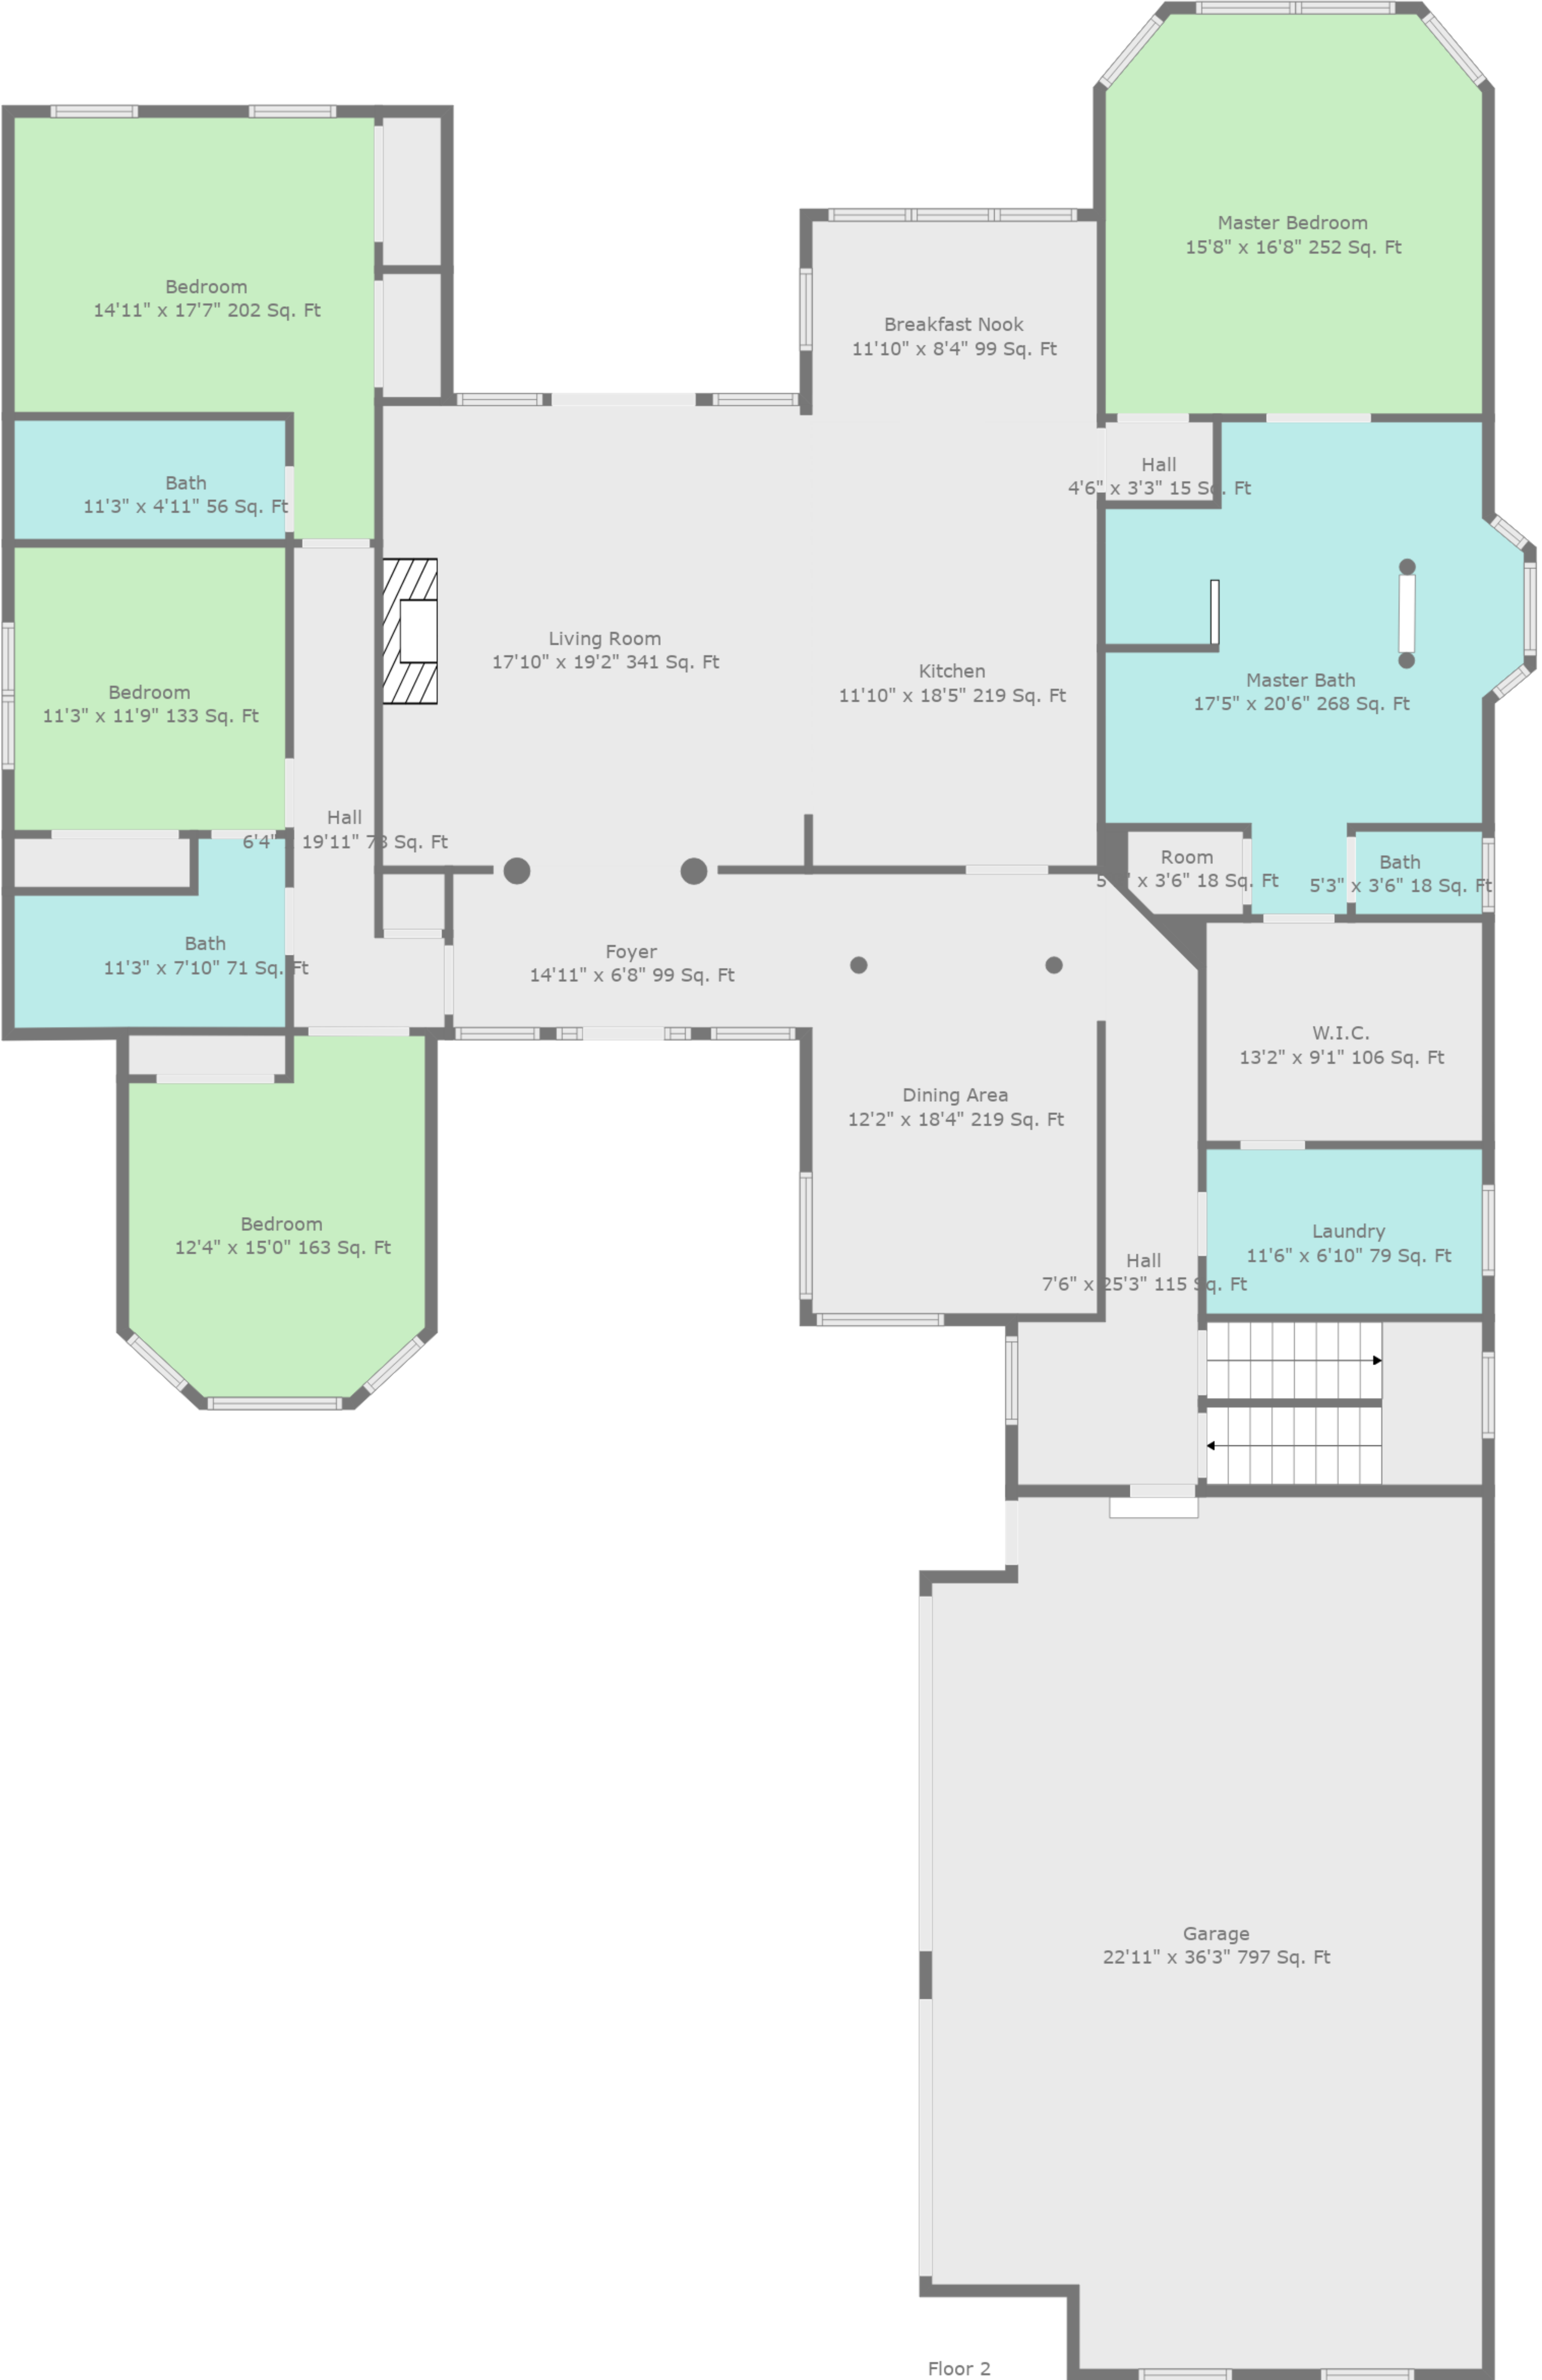 Master Bedroom
15'8" x 16'8" 252 Sq. Ft
Bedroom
14'11" x 17'7" 202 Sq. Ft
Breakfast Nook
11'10" x 8'4" 99 Sq. Ft
Hall
4'6" x 3'3" 15 Sq. Ft
Bath
11'3" x 4'11" 56 Sq. Ft
Living Room
17'10" x 19'2" 341 Sq. Ft
Kitchen
11'10" x 18'5" 219 Sq. Ft
Master Bath
17'5" x 20'6" 268 Sq. Ft
Bedroom
11'3" x 11'9" 133 Sq. Ft
Hall
6'4" 19'11" Sq. Ft
Room
x 3'6" 18 Sq. Ft
Bath
5'3" x 3'6" 18 Sq. Ft
Bath
11'3" x 7'10" 71 Sq. Ft
Foyer
14'11" x 6'8" 99 Sq. Ft
W.I.C.
13'2" x 9'1" 106 Sq. Ft
Dining Area
12'2" x 18'4" 219 Sq. Ft
Bedroom
12'4" x 15'0" 163 Sq. Ft
Laundry
11'6" x 6'10" 79 Sq. Ft
Hall
7'6" x 25'3" 115 Sq. Ft
Garage
22'11" x 36'3" 797 Sq. Ft
Floor 2